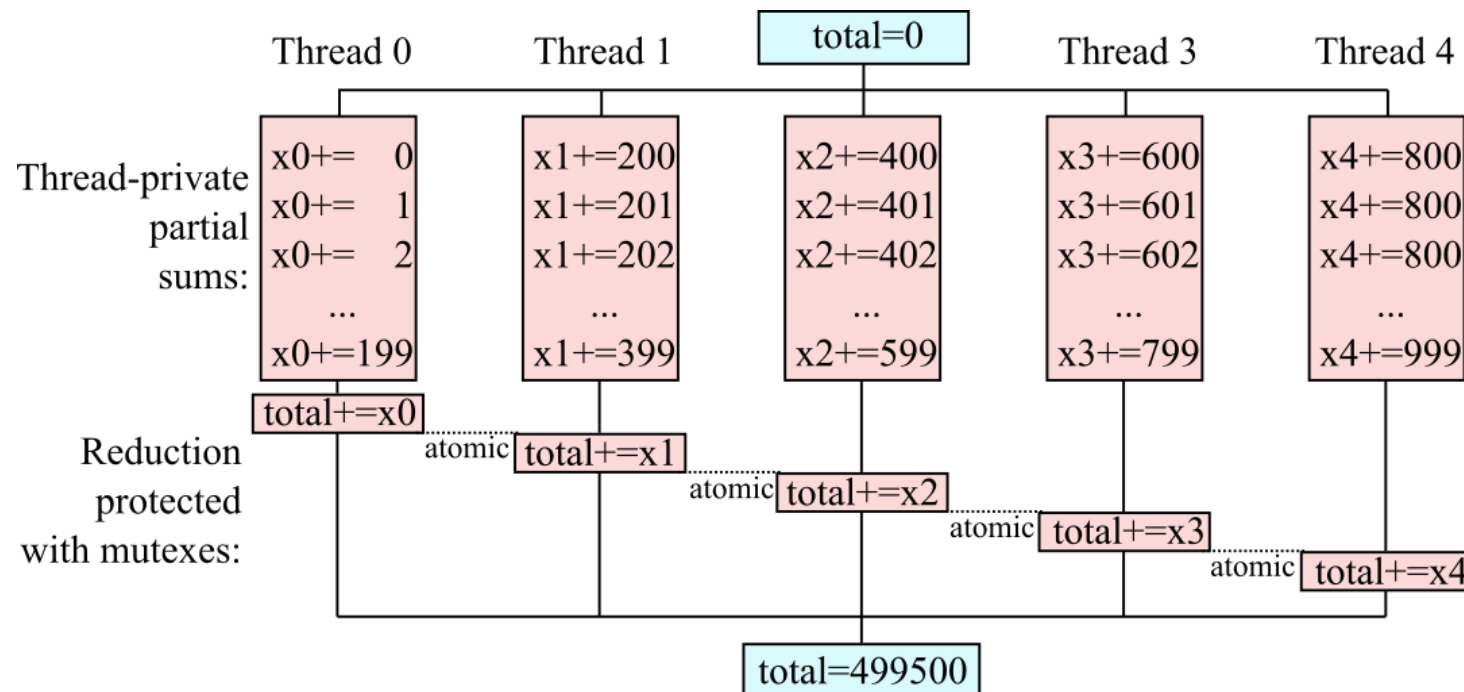 total=0
Thread 0
Thread 1
Thread 3
Thread 4
Thread-private
partial
sums:
x0+= 0
x0+= 1
x0+= 2
...
x0+=199
x1+=200
x1+=201
x1+=202
...
x1+=399
x2+=400
x2+=401
x2+=402
...
x2+=599
x3+=600
x3+=601
x3+=602
...
x3+=799
x4+=800
x4+=800
x4+=800
...
x4+=999
Reduction
protected
with mutexes:
total+=x0
atomic
total+=x1
atomic
total+=x2
atomic
total+=x3
atomic
total+=x4
total=499500